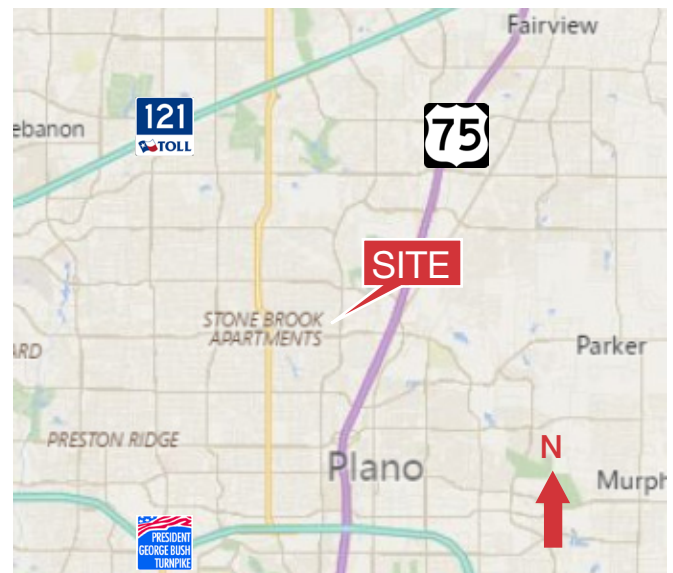 Fairview
121
TOLL
ebanon
75
SITE
STONE BROOK
APARTMENTS
ARD
Parker
PRESTON RIDGE
Plano
N
Murph
PRESIDENT
GEORGE BUSH
TURNPIKE